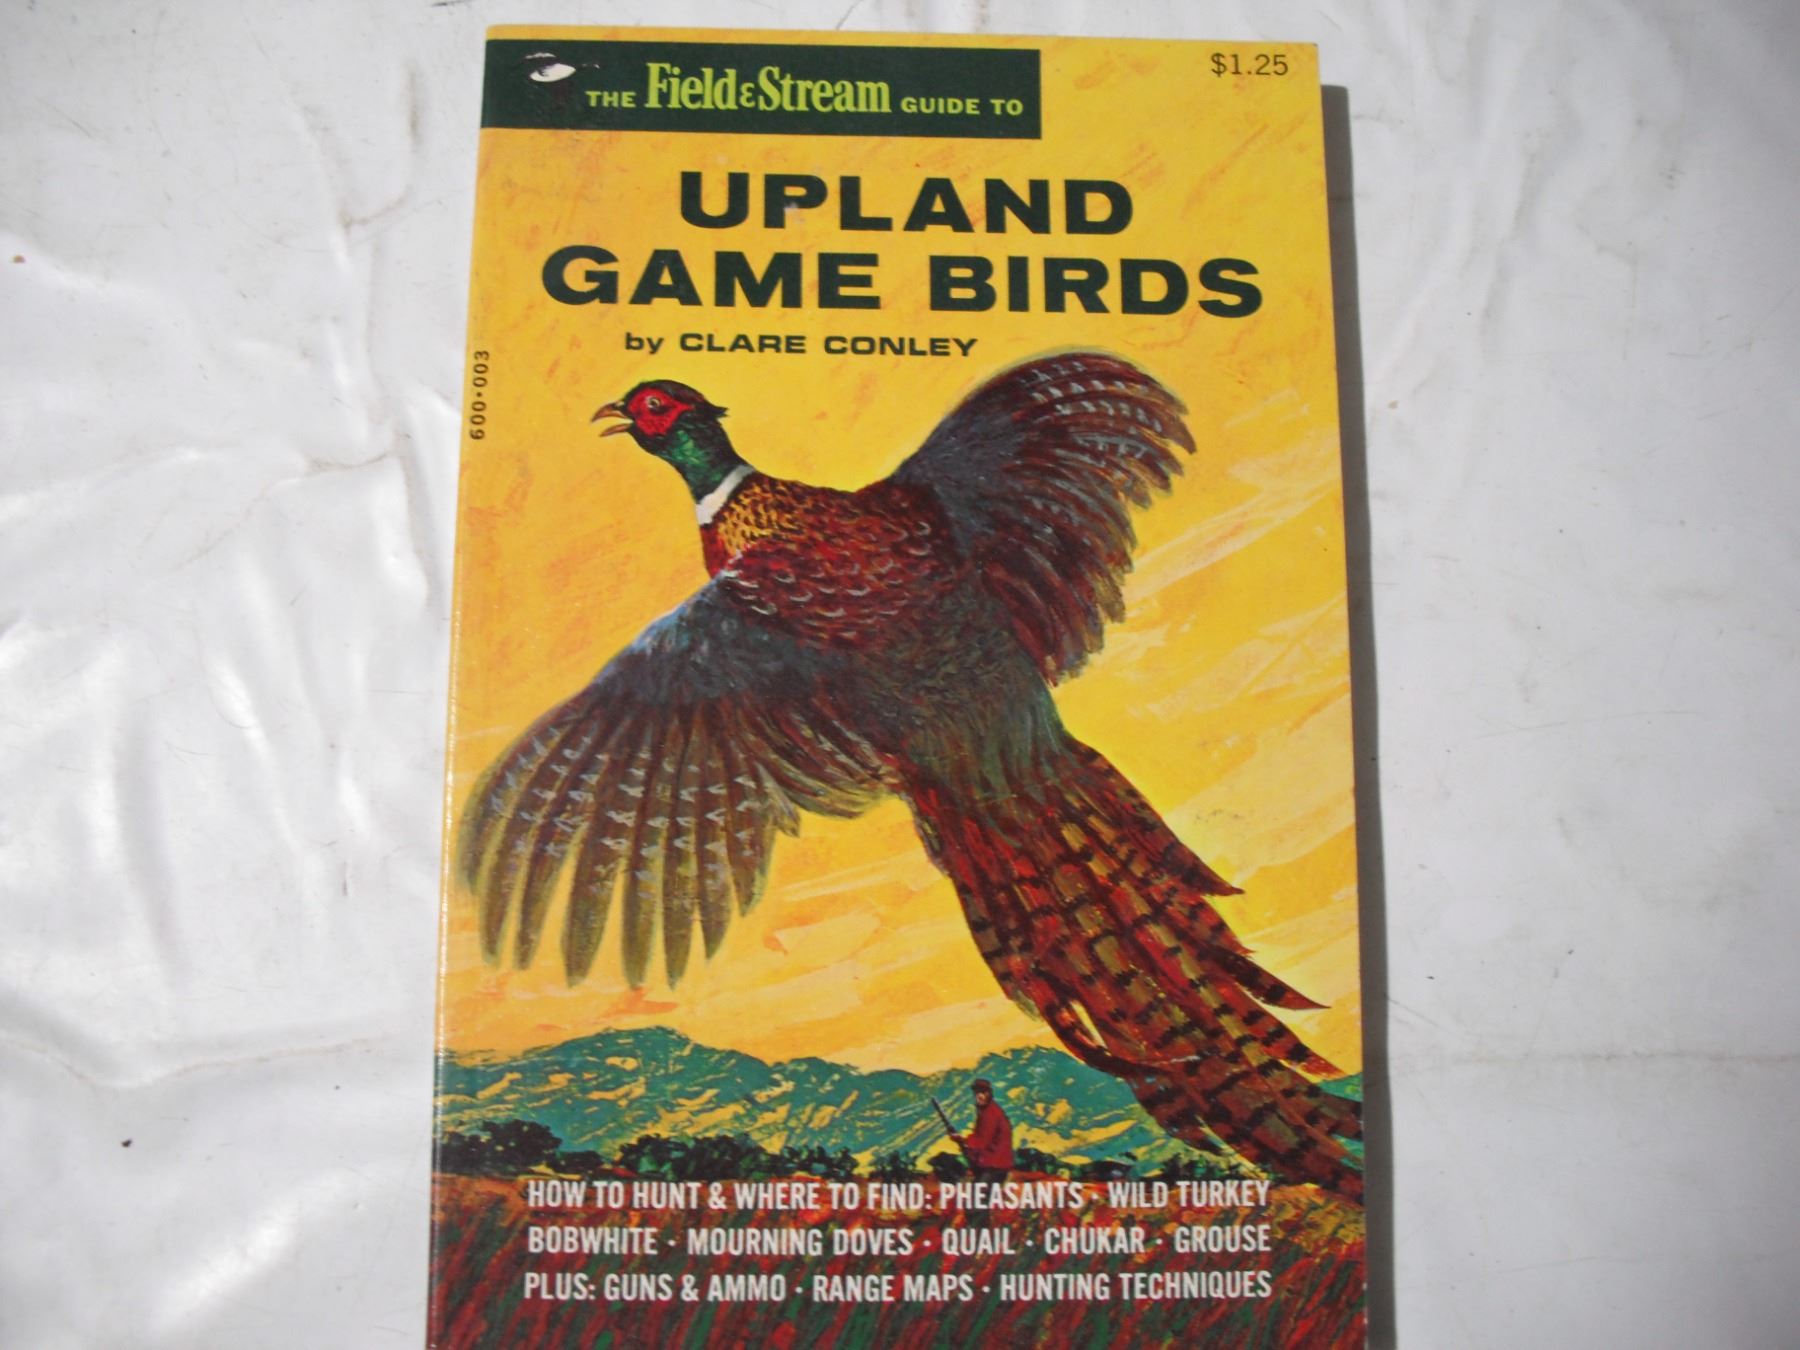 THE Field & Stream GUIDE TO
$1.25
UPLAND
GAME BIRDS
by CLARE CONLEY
600•003
HOW TO HUNT & WHERE TO FIND: PHEASANTS · WILD TURKEY
BOBWHITE · MOURNING DOVES · QUAIL · CHUKAR · GROUSE
PLUS: GUNS & AMMO · RANGE MAPS · HUNTING TECHNIQUES